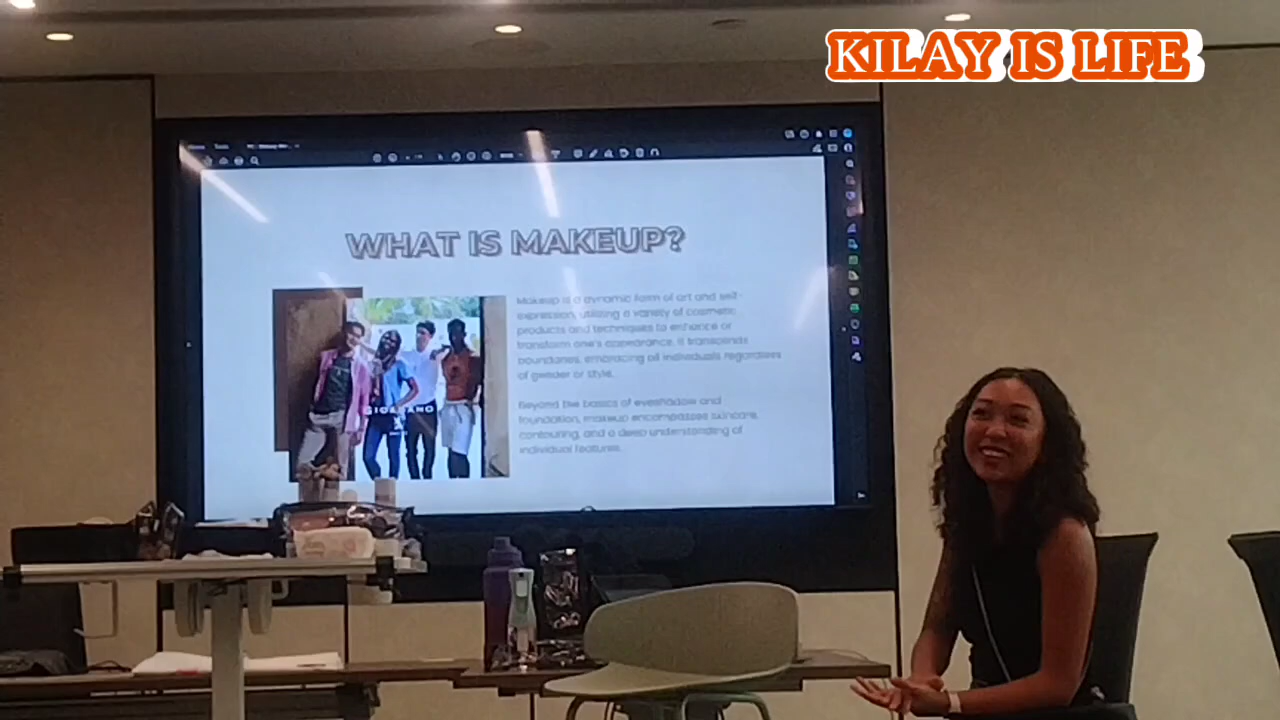 KILAY IS LIFE
WHAT IS MAKEUP?
Makeup is a dynamic form of art and self-
expression, utilizing a variety of cosmetic
products and techniques to enhance or
transform one's appearance. It transcends
boundaries, embracing all individuals regardless
of gender or style.
GIORDANO
X
Beyond the basics of eyeshadow and
foundation, makeup encompasses skincare,
contouring, and a deep understanding of
individual features.